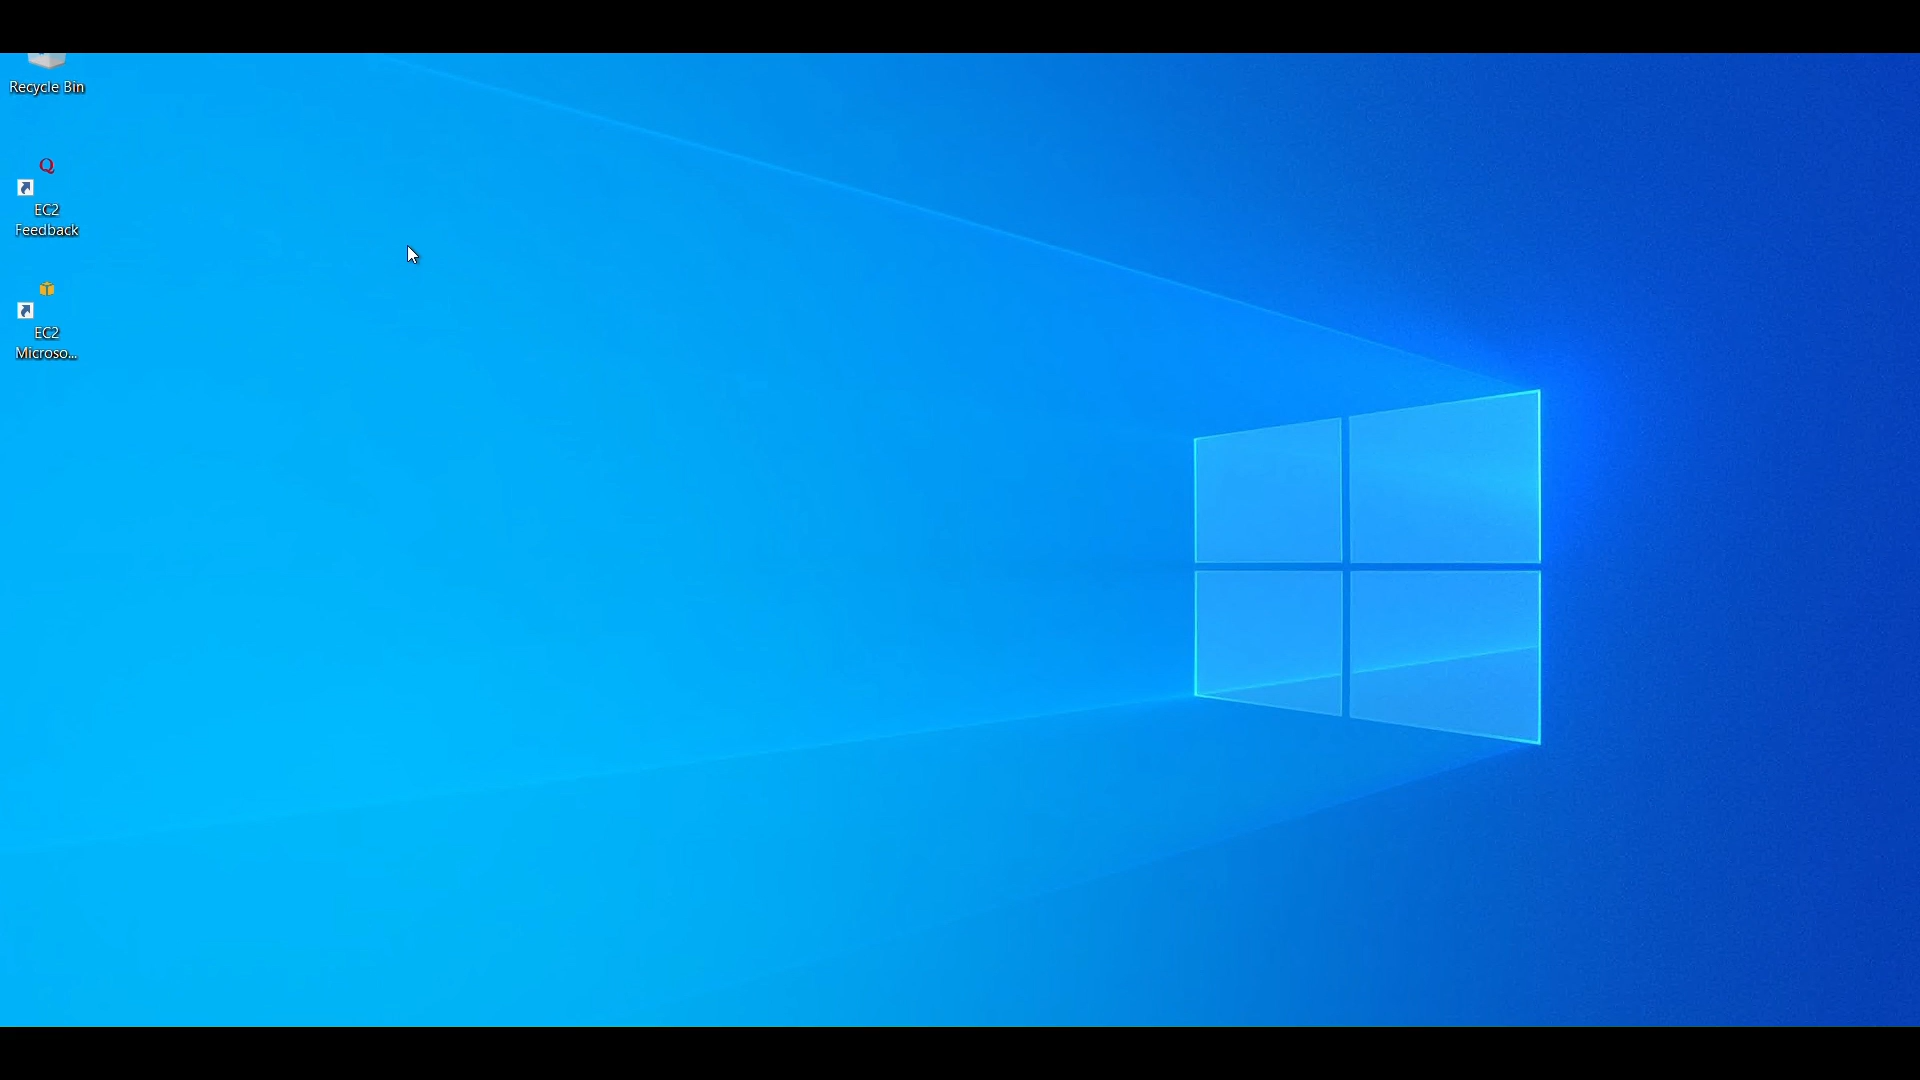 Recycle Bin
Q
EC2
Feedback
EC2
Microso...